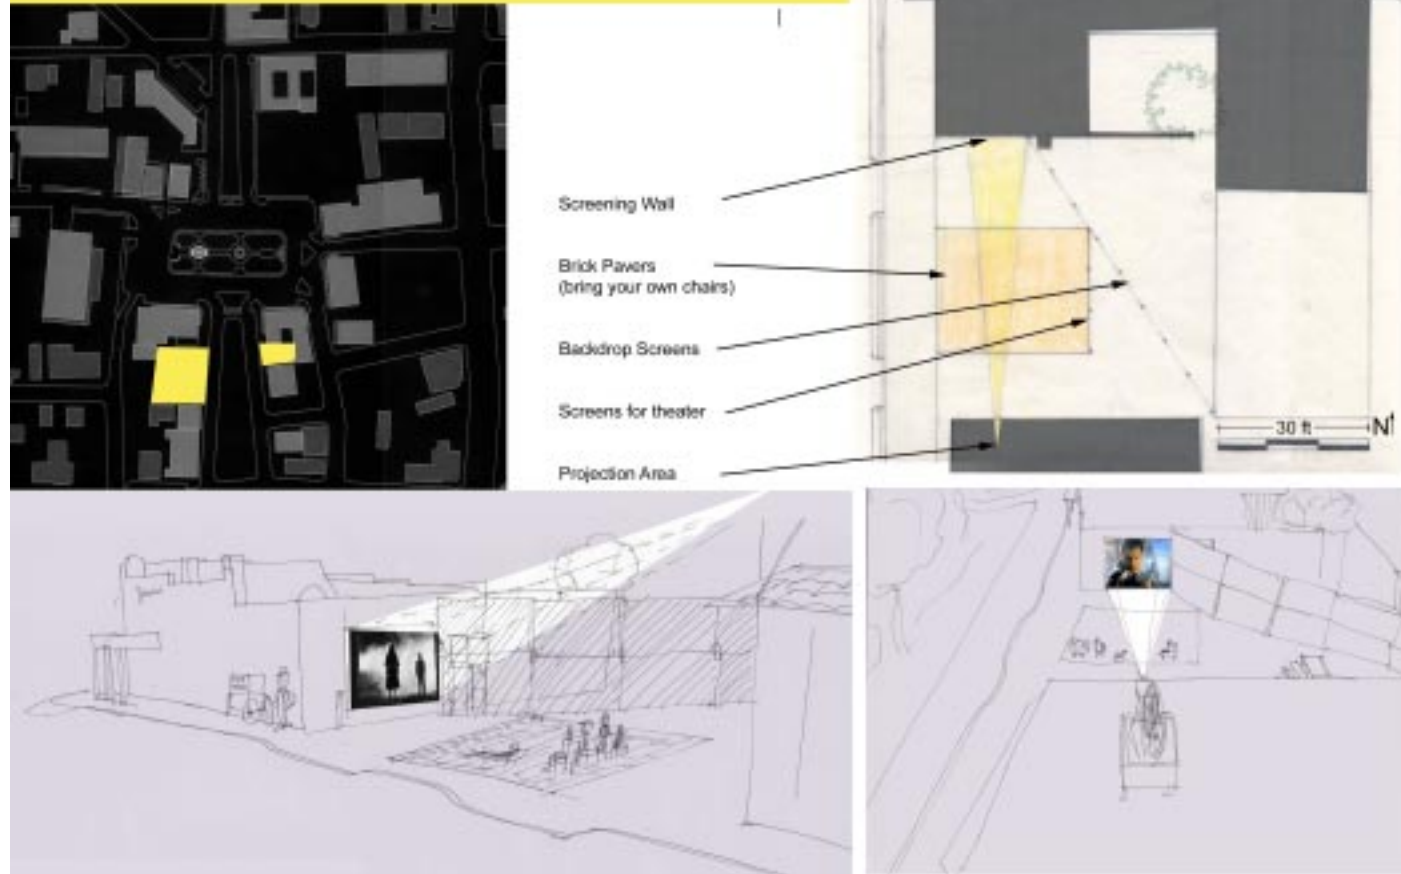 Screening Wall
Brick Pavers
(bring your own chairs)
Backdrop Screens
Screens for theater
Projection Area
30 ft
N